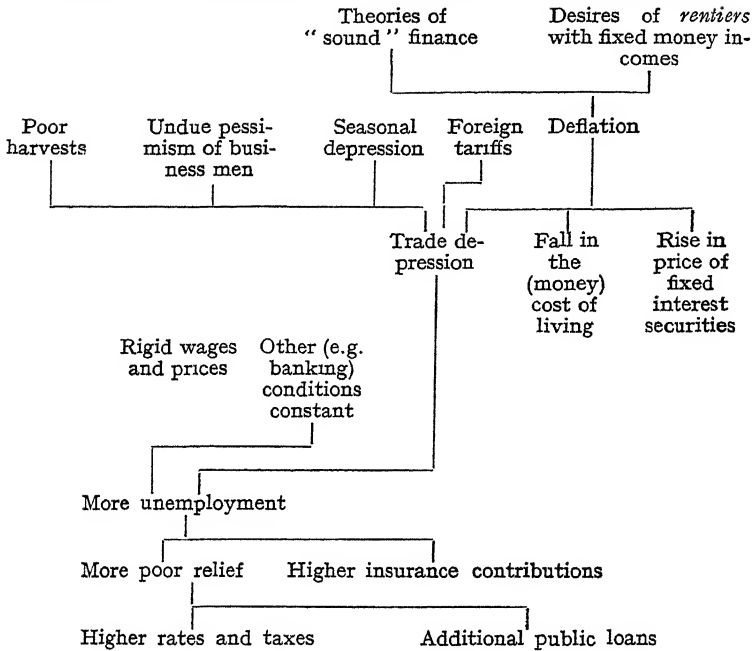 Theories of
“ sound ” finance
Desires of rentiers
with fixed money in-
comes
Poor
harvests
Undue pessi-
mism of busi-
ness men
Seasonal
depression
Foreign
tariffs
Deflation
Trade de-
pression
Fall in
the
(money)
cost of
living
Rise in
price of
fixed
interest
securities
Rigid wages
and prices
Other (e.g.
banking)
conditions
constant
More unemployment
More poor relief
Higher insurance contributions
Higher rates and taxes
Additional public loans